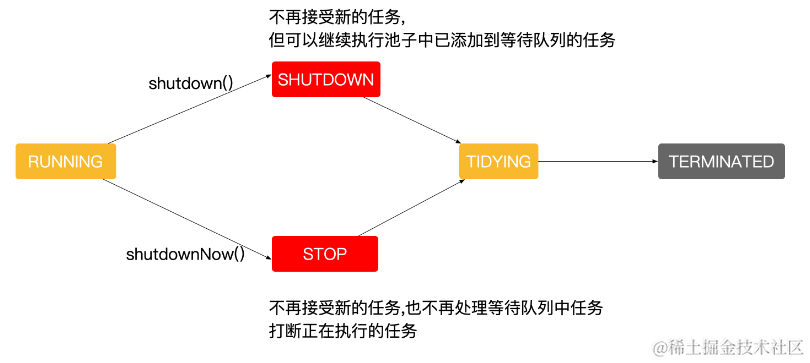 不再接受新的任务,
但可以继续执行池子中已添加到等待队列的任务
shutdown()
SHUTDOWN
RUNNING
TIDYING
TERMINATED
shutdownNow()
STOP
不再接受新的任务,也不再处理等待队列中任务
打断正在执行的任务
@稀土掘金技术社区